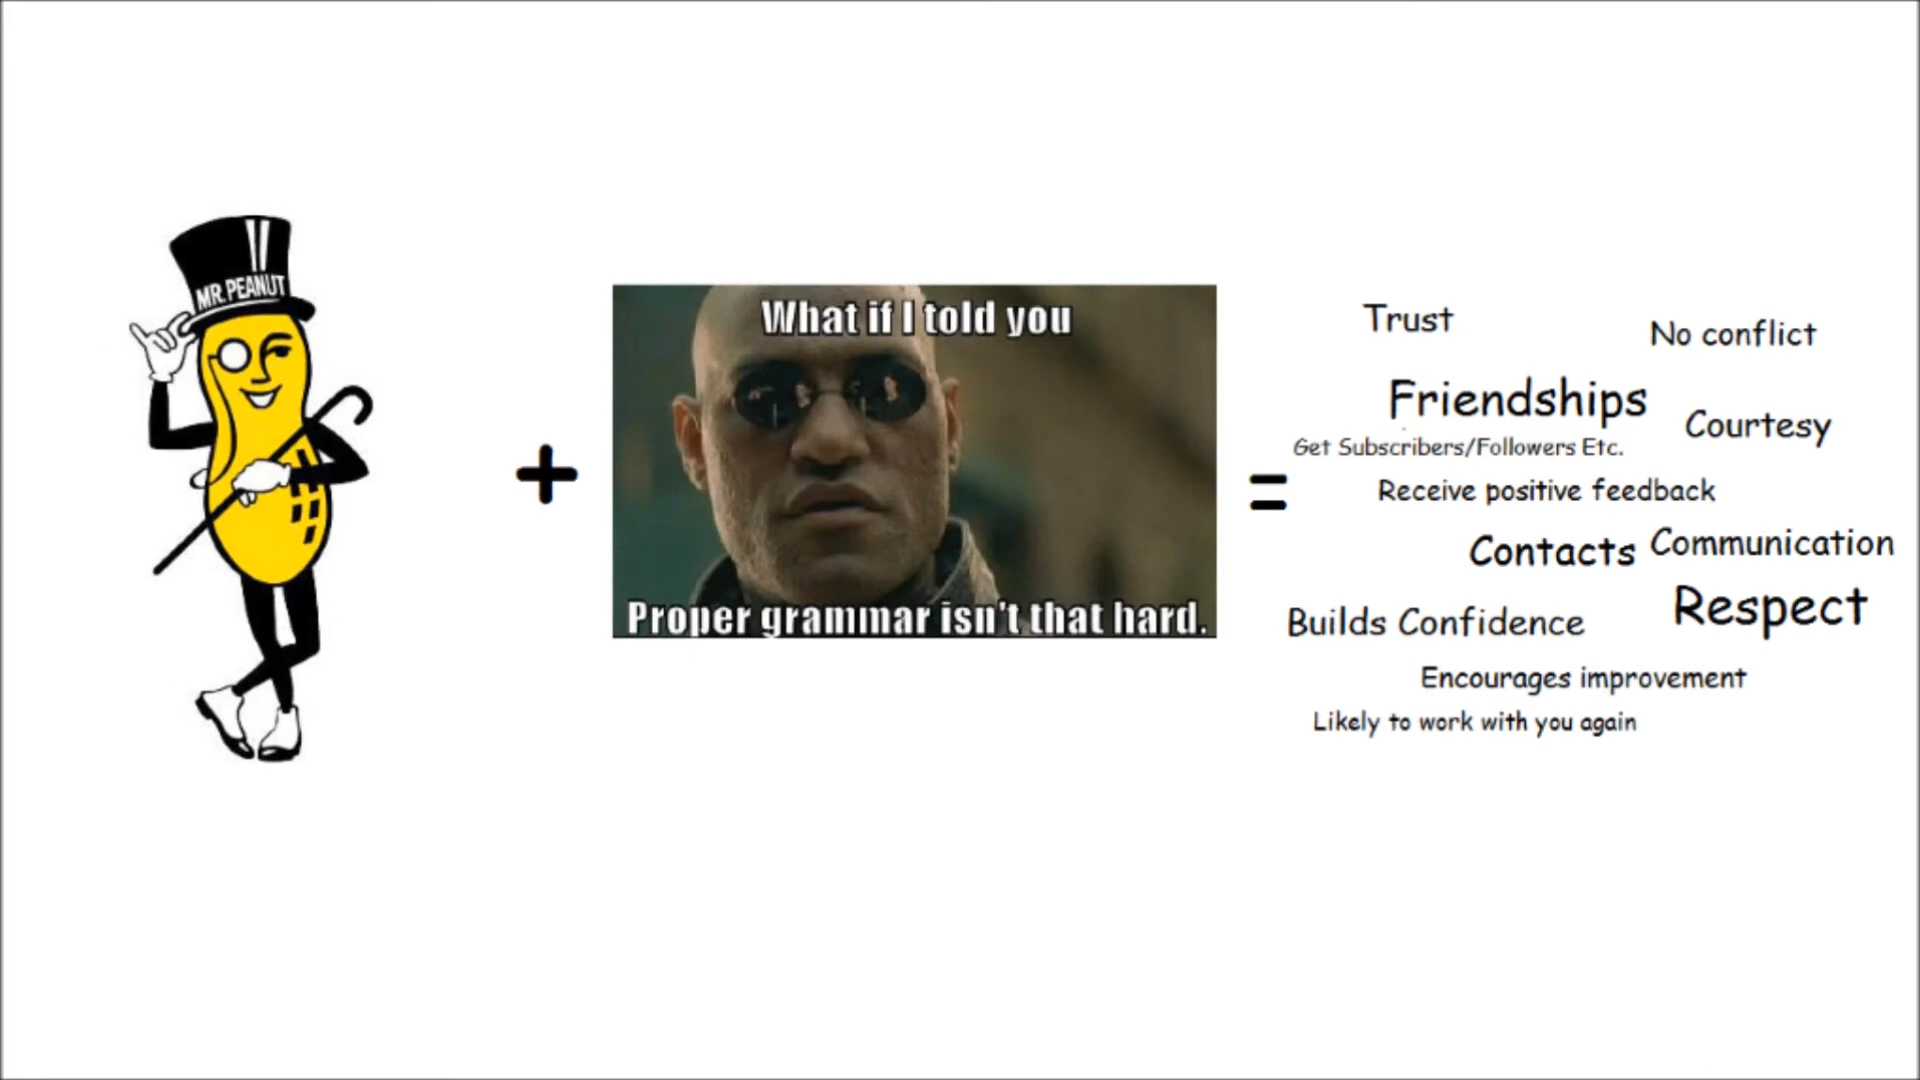 MR. PEANUT
+
What if I told you
Proper grammar isn't that hard.
=
Trust
No conflict
Friendships
Courtesy
Get Subscribers/Followers Etc.
Receive positive feedback
Contacts
Communication
Respect
Builds Confidence
Encourages improvement
Likely to work with you again